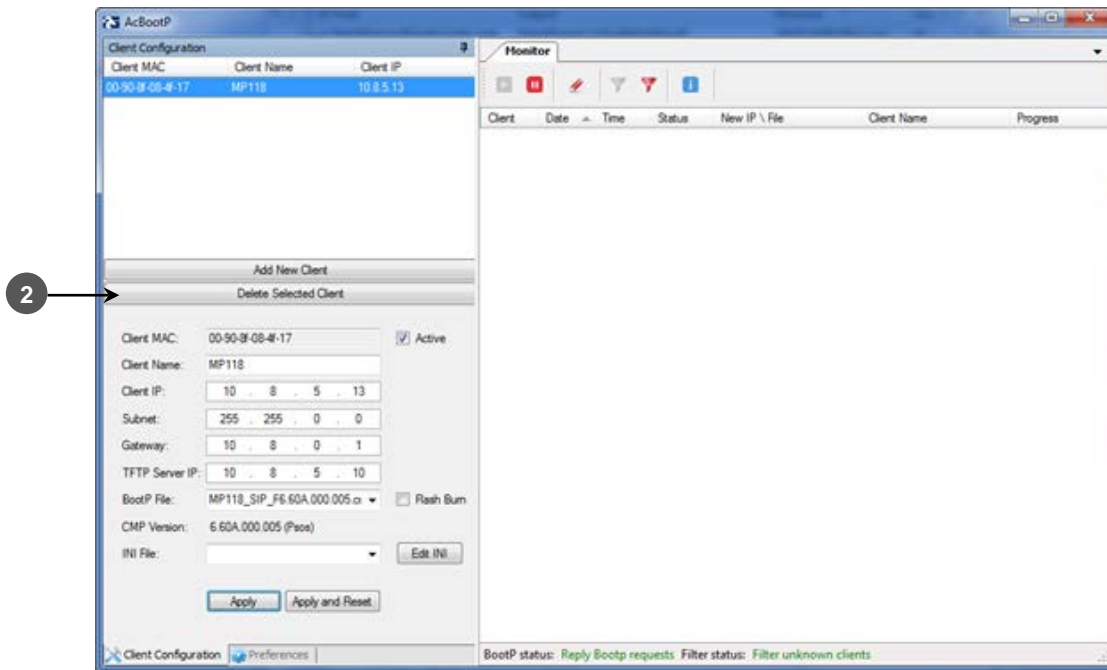 AcBootP
Client Configuration
Client MAC Client Name Client IP
00-90-8f-08-4f-17 MP118 10.8.5.13
Add New Client
2
Delete Selected Client
Client MAC: 00-90-8f-08-4f-17 Active
Client Name: MP118
Client IP: 10 . 8 . 5 . 13
Subnet: 255 . 255 . 0 . 0
Gateway: 10 . 8 . 0 . 1
TFTP Server IP: 10 . 8 . 5 . 10
BootP File: MP118_SIP_F6.60A.000.005.c Flash Burn
CMP Version: 6.60A.000.005 (Psos)
INI File: Edit INI
Apply Apply and Reset
Client Configuration Preferences
Monitor
Client Date Time Status New IP \ File Client Name Progress
BootP status: Reply Bootp requests Filter status: Filter unknown clients